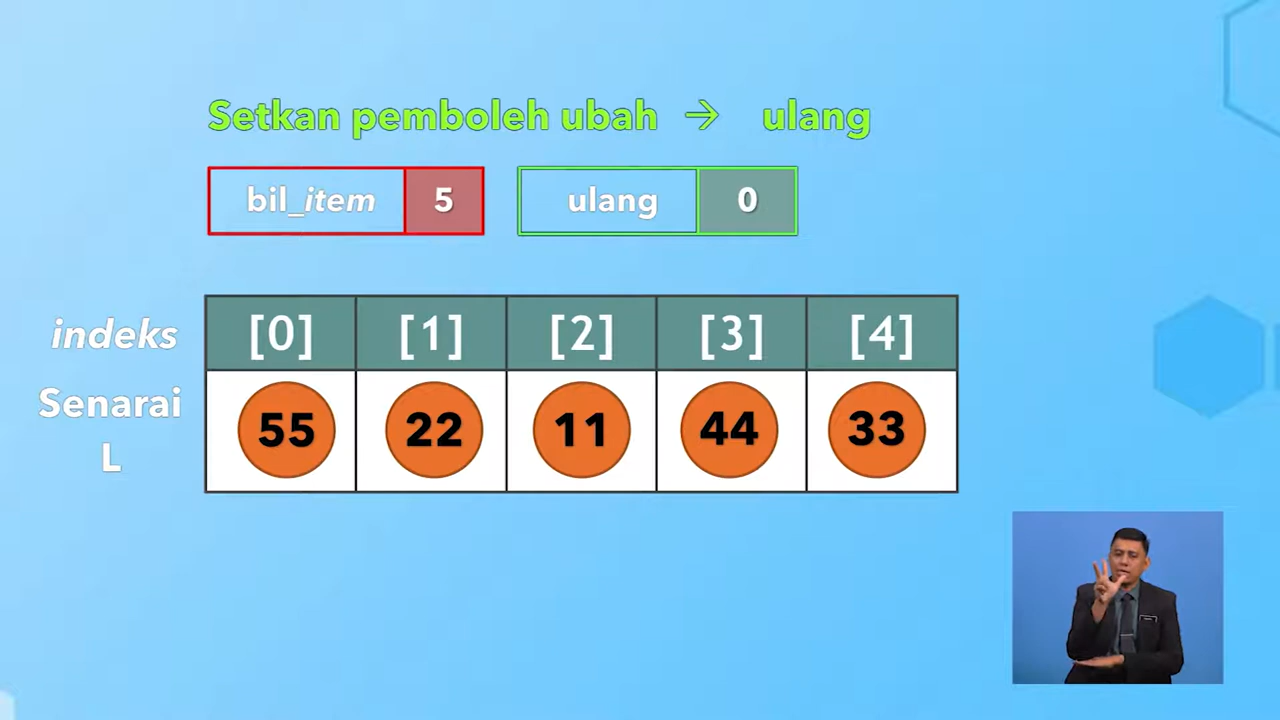 Setkan pemboleh ubah → ulang
bil_item 5 ulang 0
indeks [0] [1] [2] [3] [4]
Senarai L 55 22 11 44 33